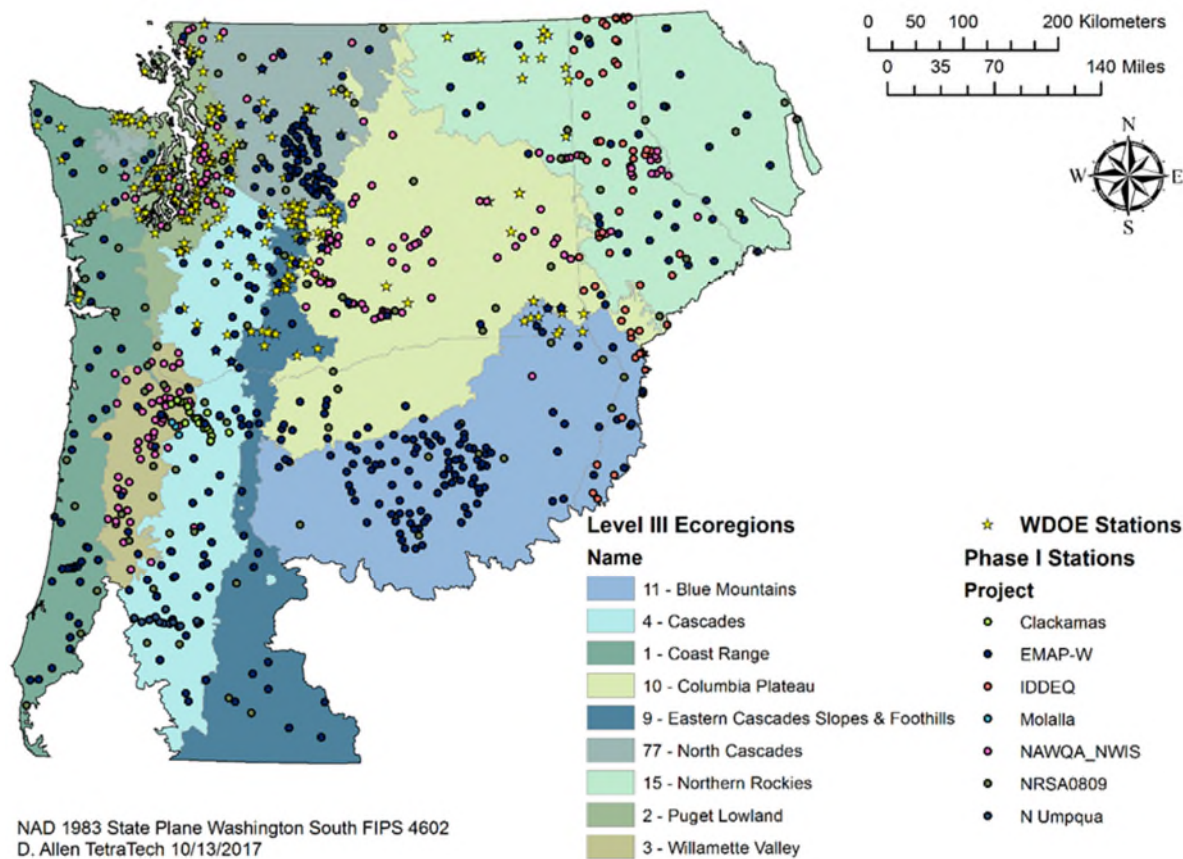 0 50 100 200 Kilometers
0 35 70 140 Miles
N
W E
S
Level III Ecoregions
Name
11 - Blue Mountains
4 - Cascades
1 - Coast Range
10 - Columbia Plateau
9 - Eastern Cascades Slopes & Foothills
77 - North Cascades
15 - Northern Rockies
2 - Puget Lowland
3 - Willamette Valley
WDOE Stations
Phase I Stations
Project
Clackamas
EMAP-W
IDDEQ
Molalla
NAWQA_NWIS
NRSA0809
N Umpqua
NAD 1983 State Plane Washington South FIPS 4602
D. Allen TetraTech 10/13/2017